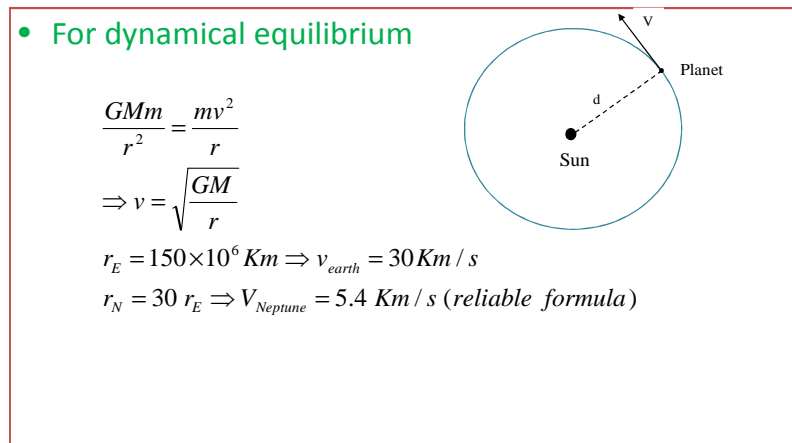 • For dynamical equilibrium
GMm/r² = mv²/r
⇒ v = √(GM/r)
r_E = 150×10⁶ Km ⇒ v_earth = 30 Km / s
r_N = 30 r_E ⇒ V_Neptune = 5.4 Km / s (reliable formula)
v
Planet
d
Sun